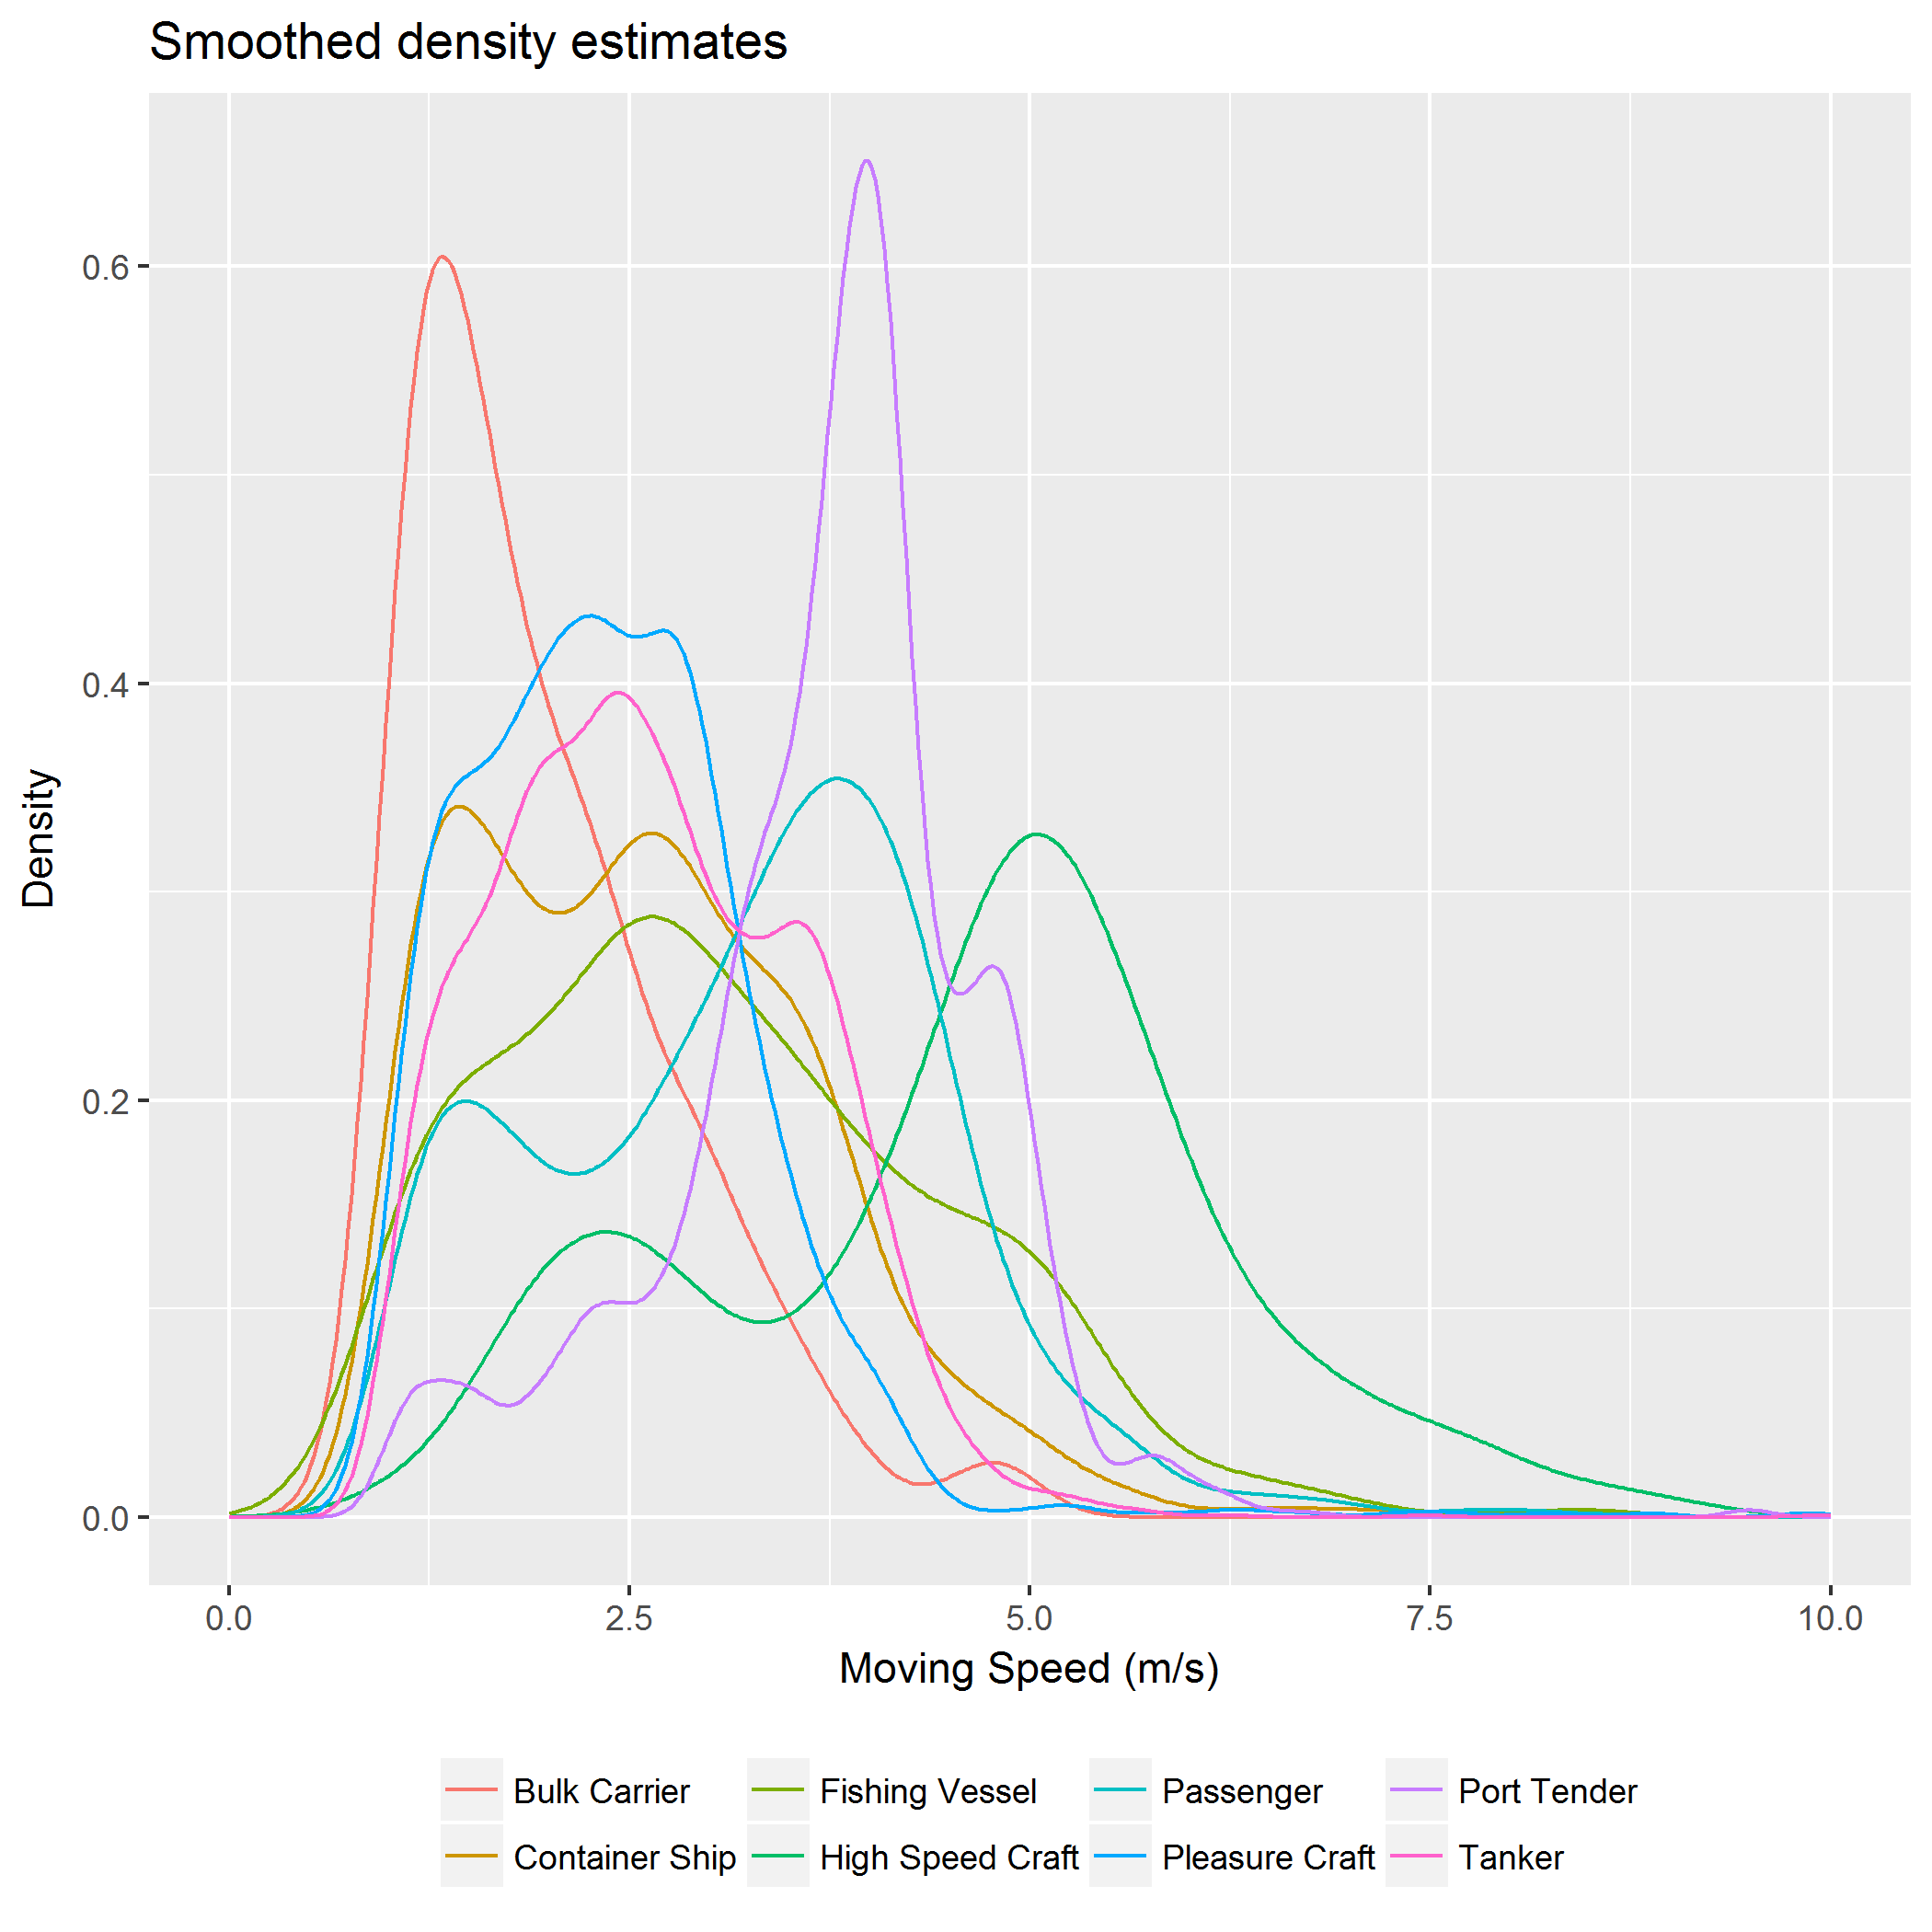 Smoothed density estimates
0.6
0.4
0.2
0.0
Density
0.0 2.5 5.0 7.5 10.0
Moving Speed (m/s)
Bulk Carrier Fishing Vessel Passenger Port Tender
Container Ship High Speed Craft Pleasure Craft Tanker